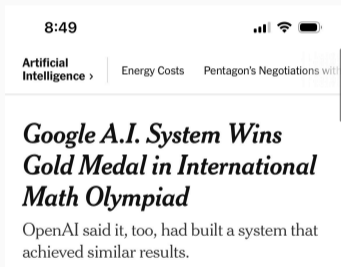 8:49
Artificial
Intelligence >
Energy Costs
Pentagon's Negotiations with
Google A.I. System Wins
Gold Medal in International
Math Olympiad
OpenAI said it, too, had built a system that
achieved similar results.